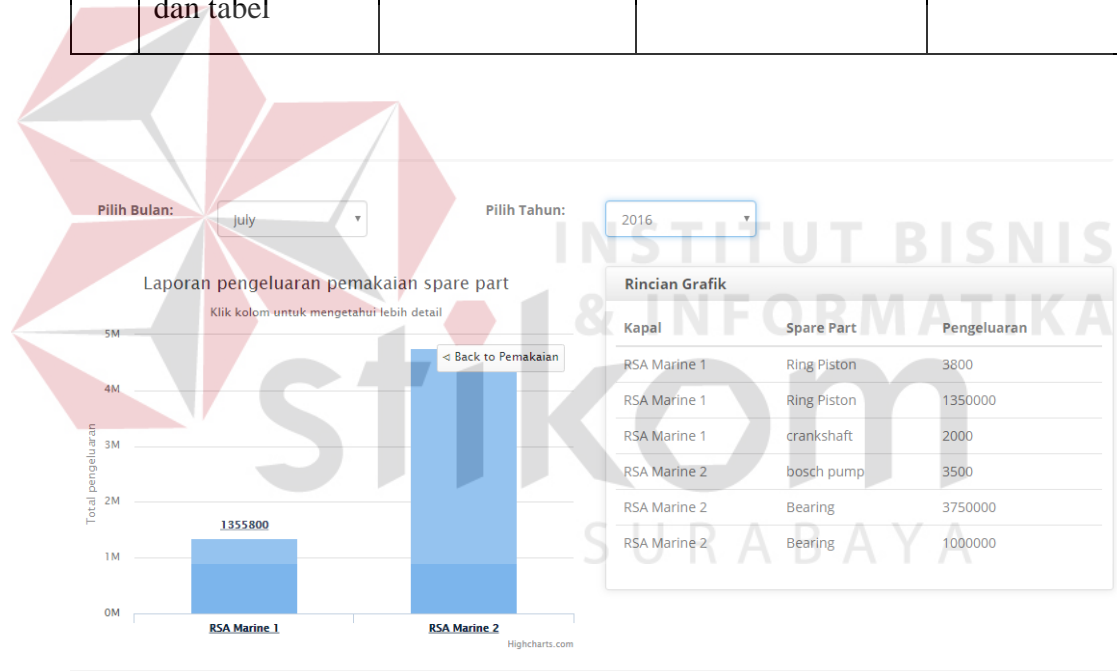 dan tabel
Pilih Bulan:
July
Pilih Tahun:
2016
Laporan pengeluaran pemakaian spare part
Klik kolom untuk mengetahui lebih detail
◁ Back to Pemakaian
5M
4M
3M
2M
1M
0M
Total pengeluaran
1355800
RSA Marine 1
RSA Marine 2
Highcharts.com
Rincian Grafik
Kapal Spare Part Pengeluaran
RSA Marine 1 Ring Piston 3800
RSA Marine 1 Ring Piston 1350000
RSA Marine 1 crankshaft 2000
RSA Marine 2 bosch pump 3500
RSA Marine 2 Bearing 3750000
RSA Marine 2 Bearing 1000000
INSTITUT BISNIS
& INFORMATIKA
stikom
SURABAYA